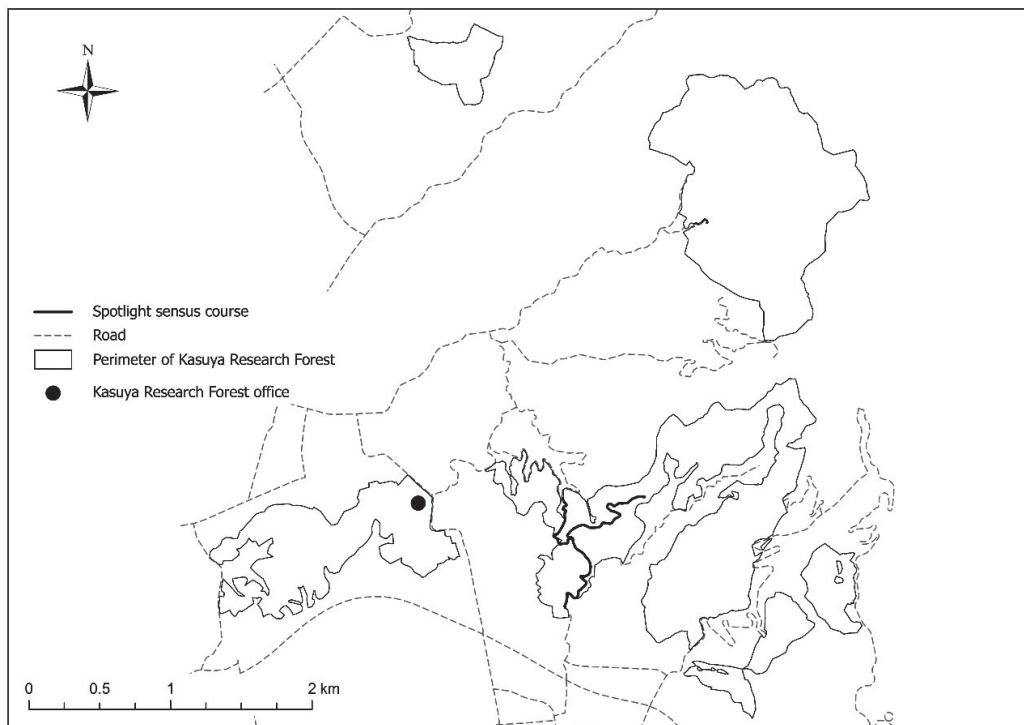 N
Spotlight sensus course
Road
Perimeter of Kasuya Research Forest
Kasuya Research Forest office
0 0.5 1 2 km